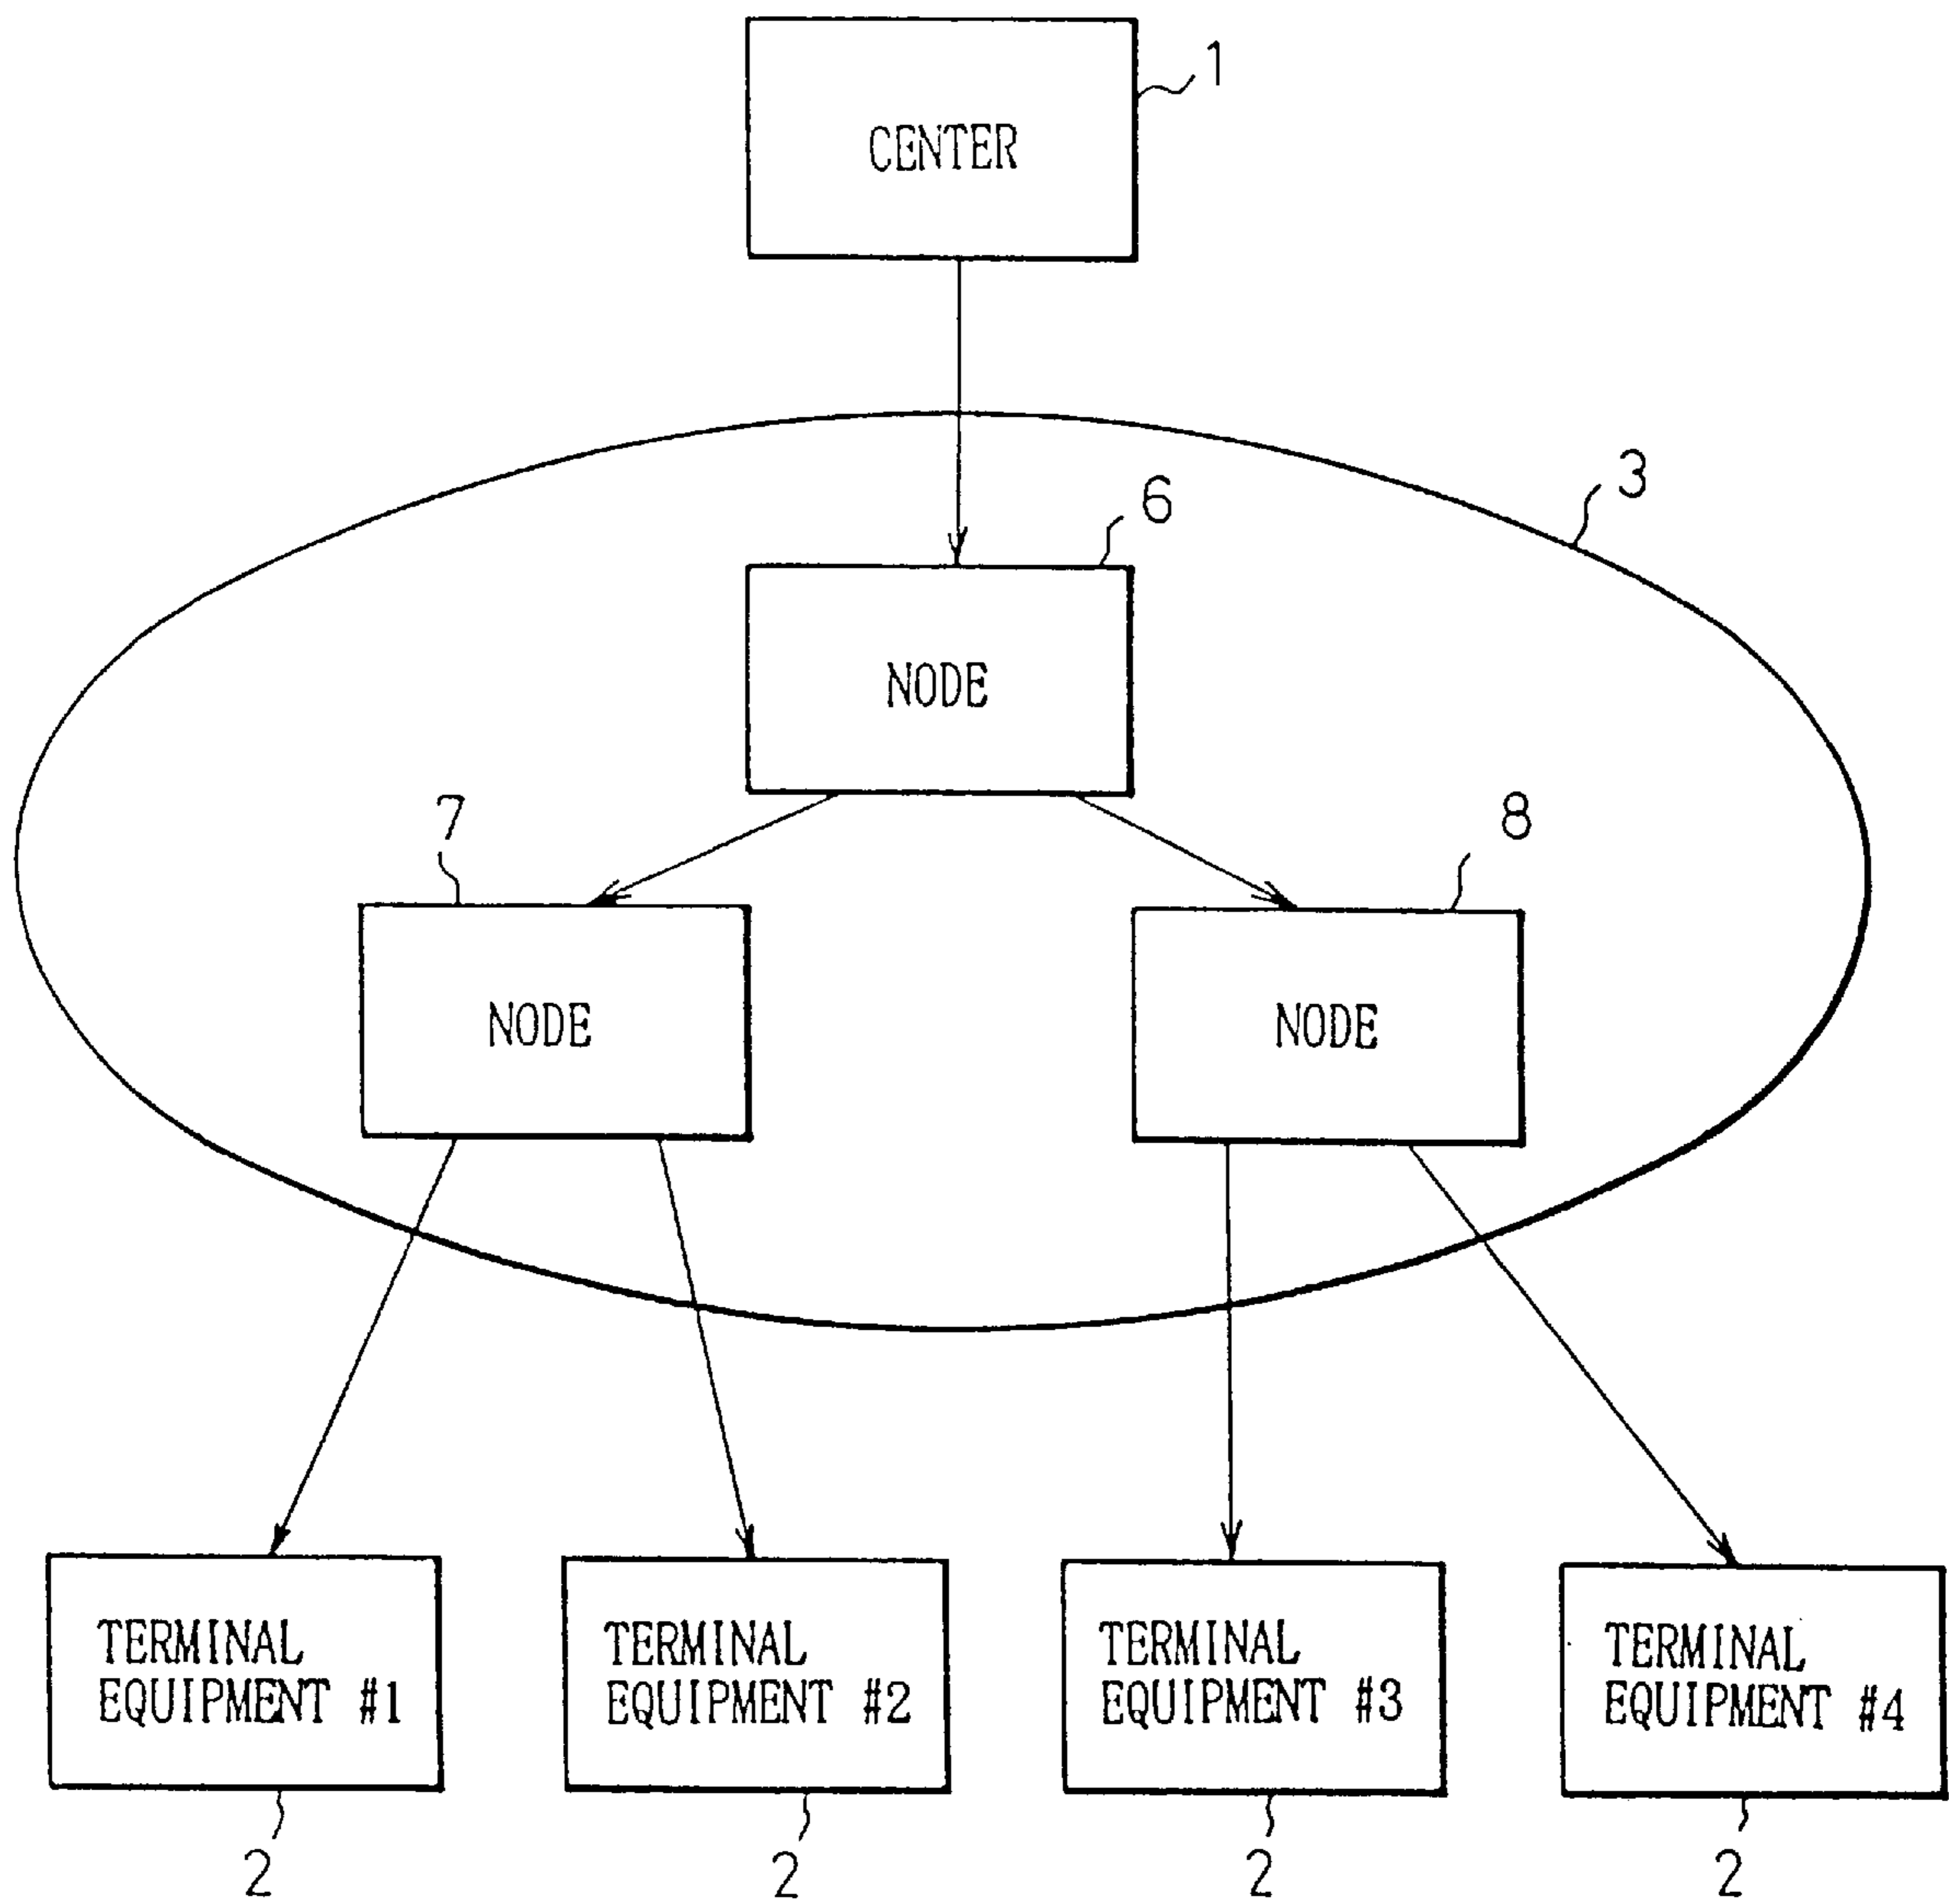 1
CENTER
3
6
NODE
7
8
NODE
NODE
TERMINAL
EQUIPMENT #1
TERMINAL
EQUIPMENT #2
TERMINAL
EQUIPMENT #3
TERMINAL
EQUIPMENT #4
2
2
2
2